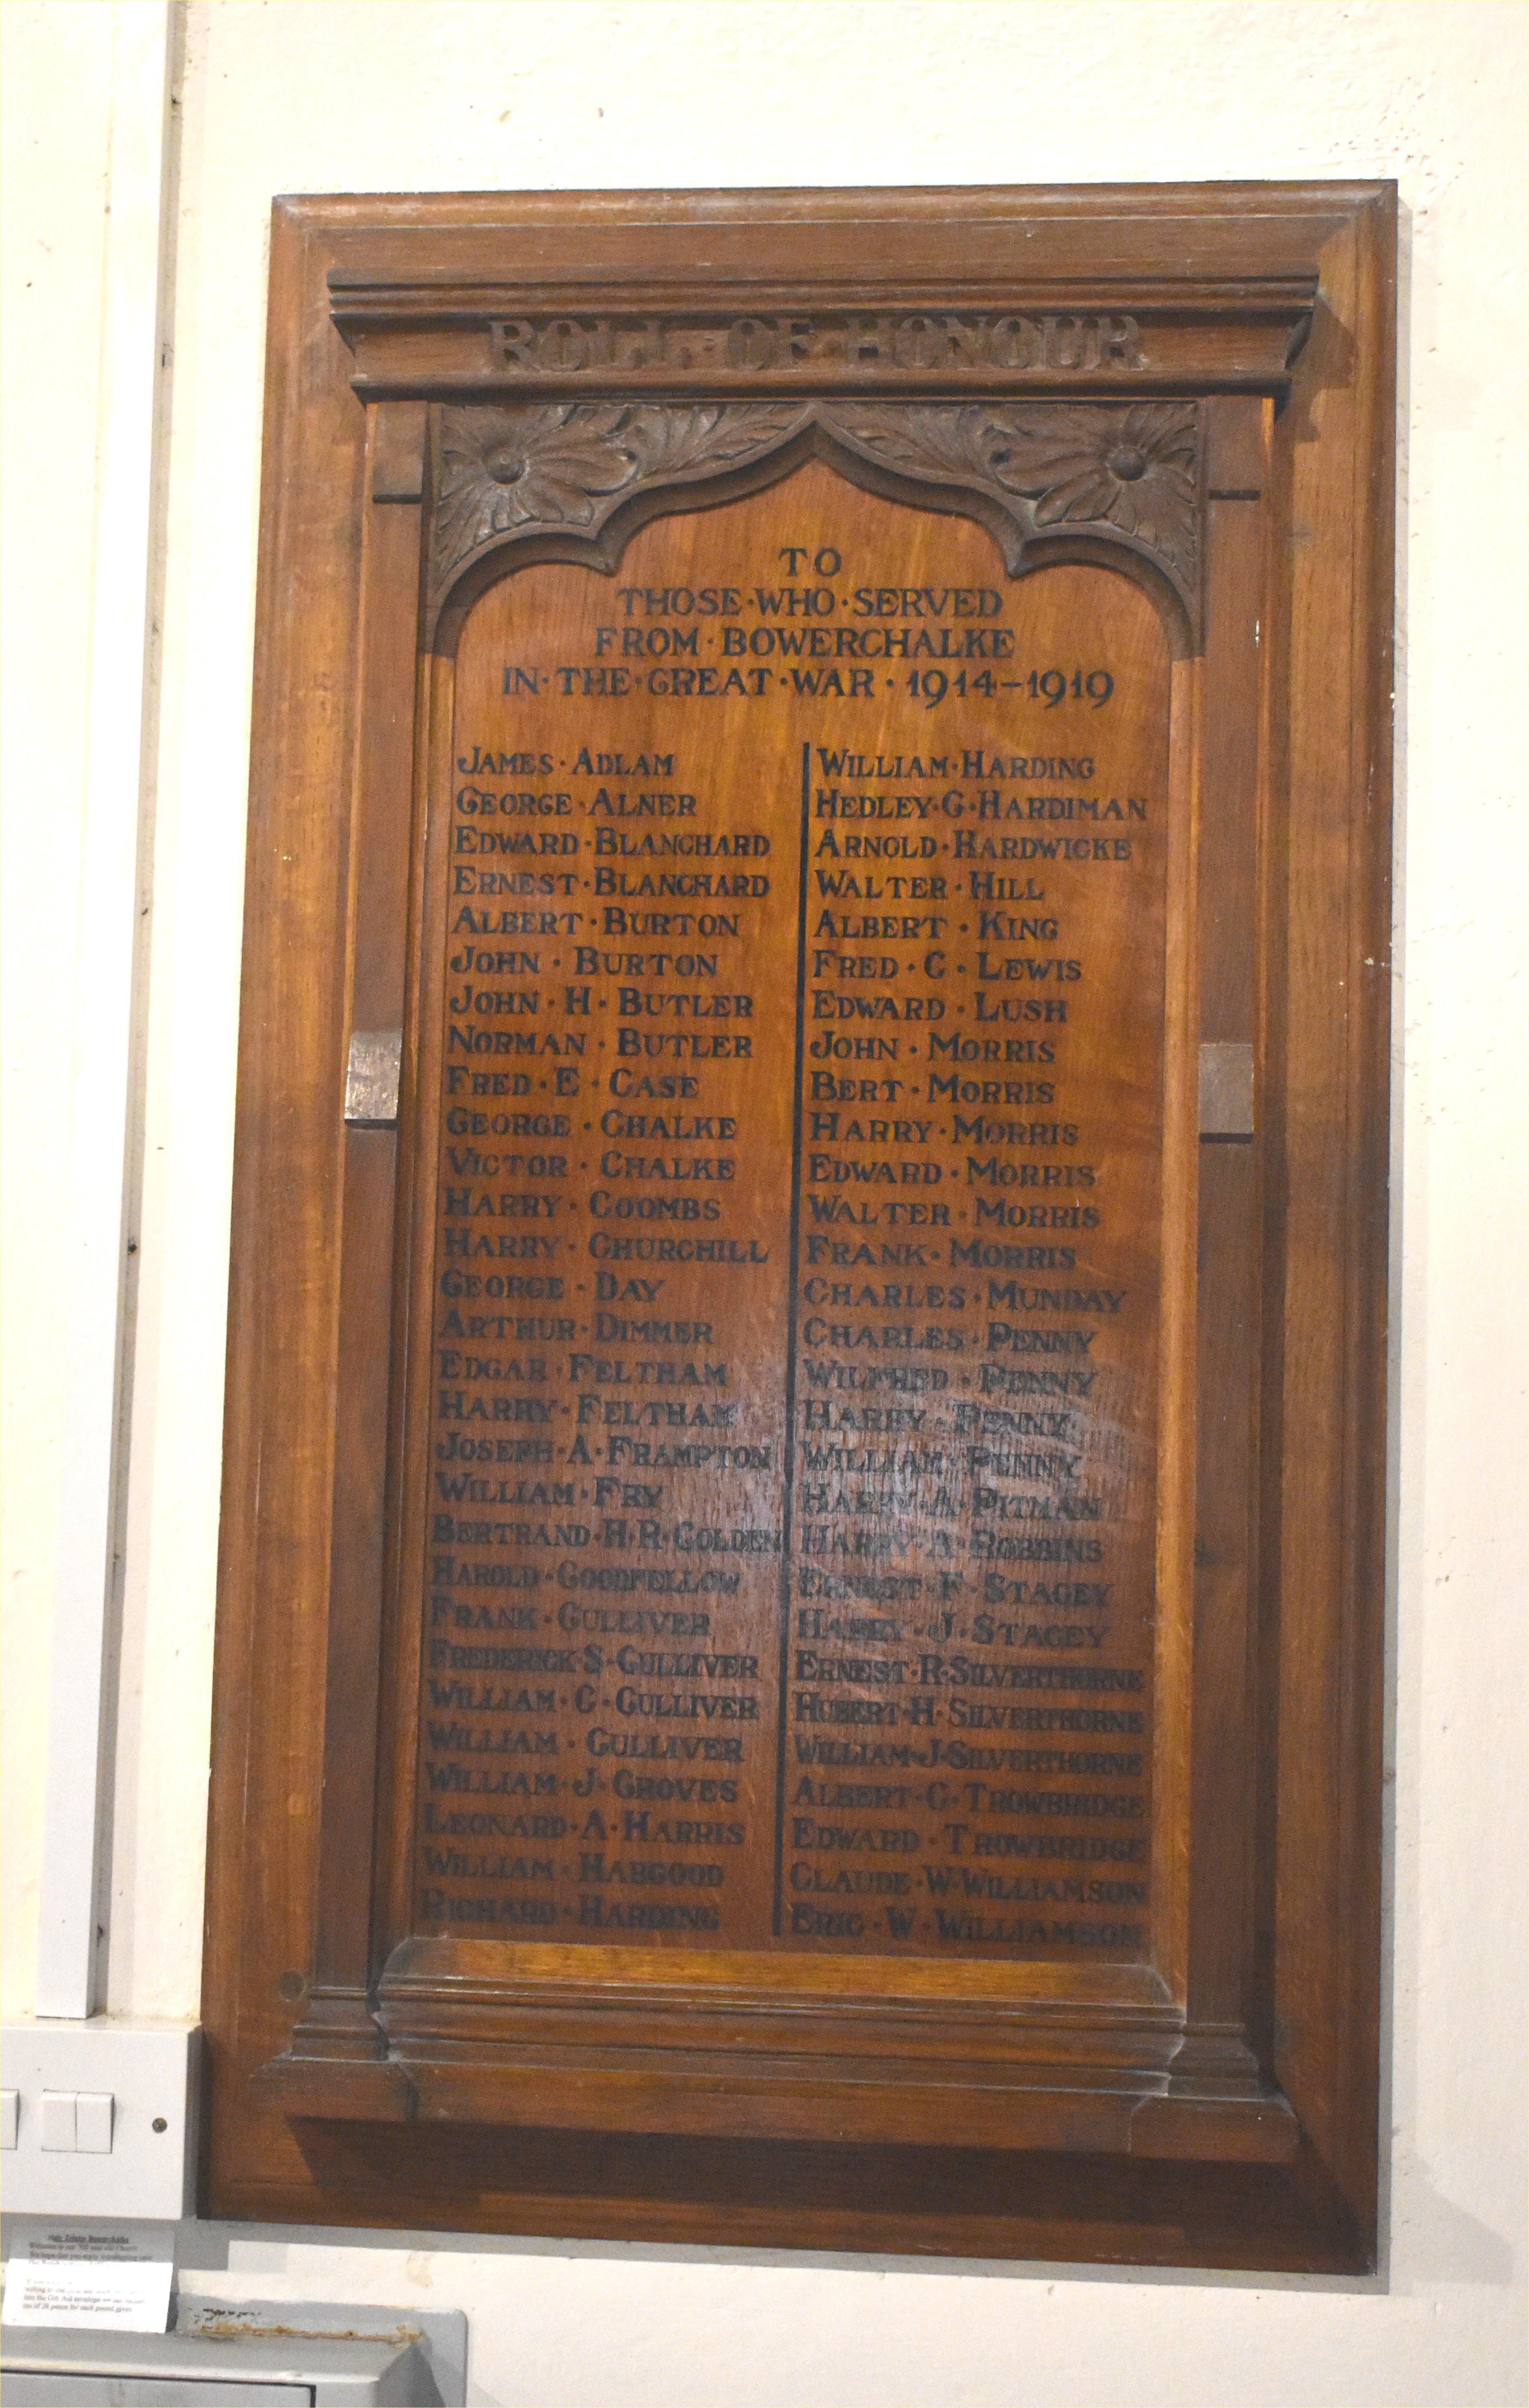 ROLL·OF·HONOUR
TO
THOSE·WHO·SERVED
FROM·BOWERCHALKE
IN·THE·GREAT·WAR·1914-1919
JAMES·ADLAM
GEORGE·ALNER
EDWARD·BLANCHARD
ERNEST·BLANCHARD
ALBERT·BURTON
JOHN·BURTON
JOHN·H·BUTLER
NORMAN·BUTLER
FRED·E·CASE
GEORGE·CHALKE
VICTOR·CHALKE
HARRY·COOMBS
HARRY·CHURCHILL
GEORGE·DAY
ARTHUR·DIMMER
EDGAR·FELTHAM
HARRY·FELTHAM
JOSEPH·A·FRAMPTON
WILLIAM·FRY
BERTRAND·H·R·GOLDEN
HAROLD·GOODFELLOW
FRANK·GULLIVER
FREDERICK·S·GULLIVER
WILLIAM·C·GULLIVER
WILLIAM·GULLIVER
WILLIAM·J·GROVES
LEONARD·A·HARRIS
WILLIAM·HABGOOD
RICHARD·HARDING
WILLIAM·HARDING
HEDLEY·G·HARDIMAN
ARNOLD·HARDWICKE
WALTER·HILL
ALBERT·KING
FRED·C·LEWIS
EDWARD·LUSH
JOHN·MORRIS
BERT·MORRIS
HARRY·MORRIS
EDWARD·MORRIS
WALTER·MORRIS
FRANK·MORRIS
CHARLES·MUNDAY
CHARLES·PENNY
WILFRED·PENNY
HARRY·PENNY
WILLIAM·PENNY
HARRY·A·PITMAN
HARRY·A·ROBBINS
ERNEST·F·STACEY
HARRY·J·STACEY
ERNEST·R·SILVERTHORNE
HUBERT·H·SILVERTHORNE
WILLIAM·J·SILVERTHORNE
ALBERT·C·TROWBRIDGE
EDWARD·TROWBRIDGE
CLAUDE·W·WILLIAMSON
ERIC·W·WILLIAMSON